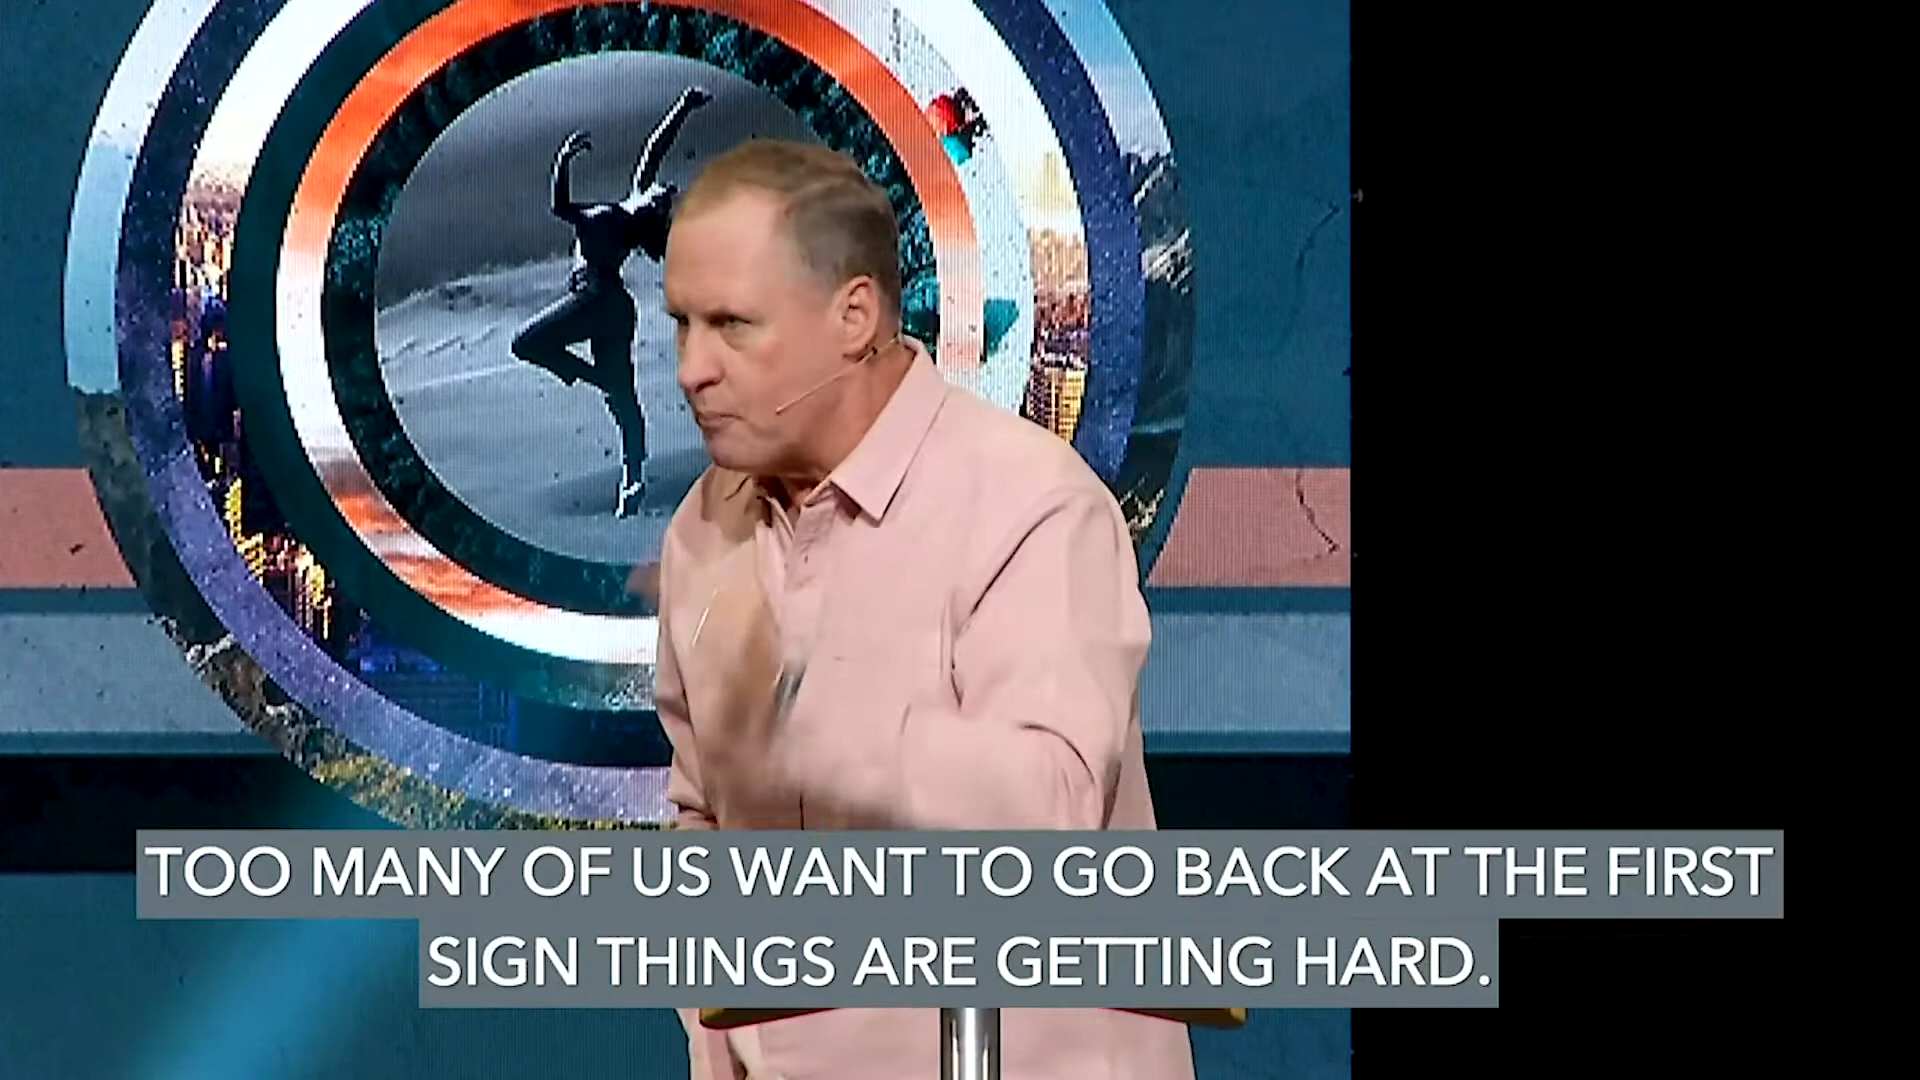 TOO MANY OF US WANT TO GO BACK AT THE FIRST
SIGN THINGS ARE GETTING HARD.